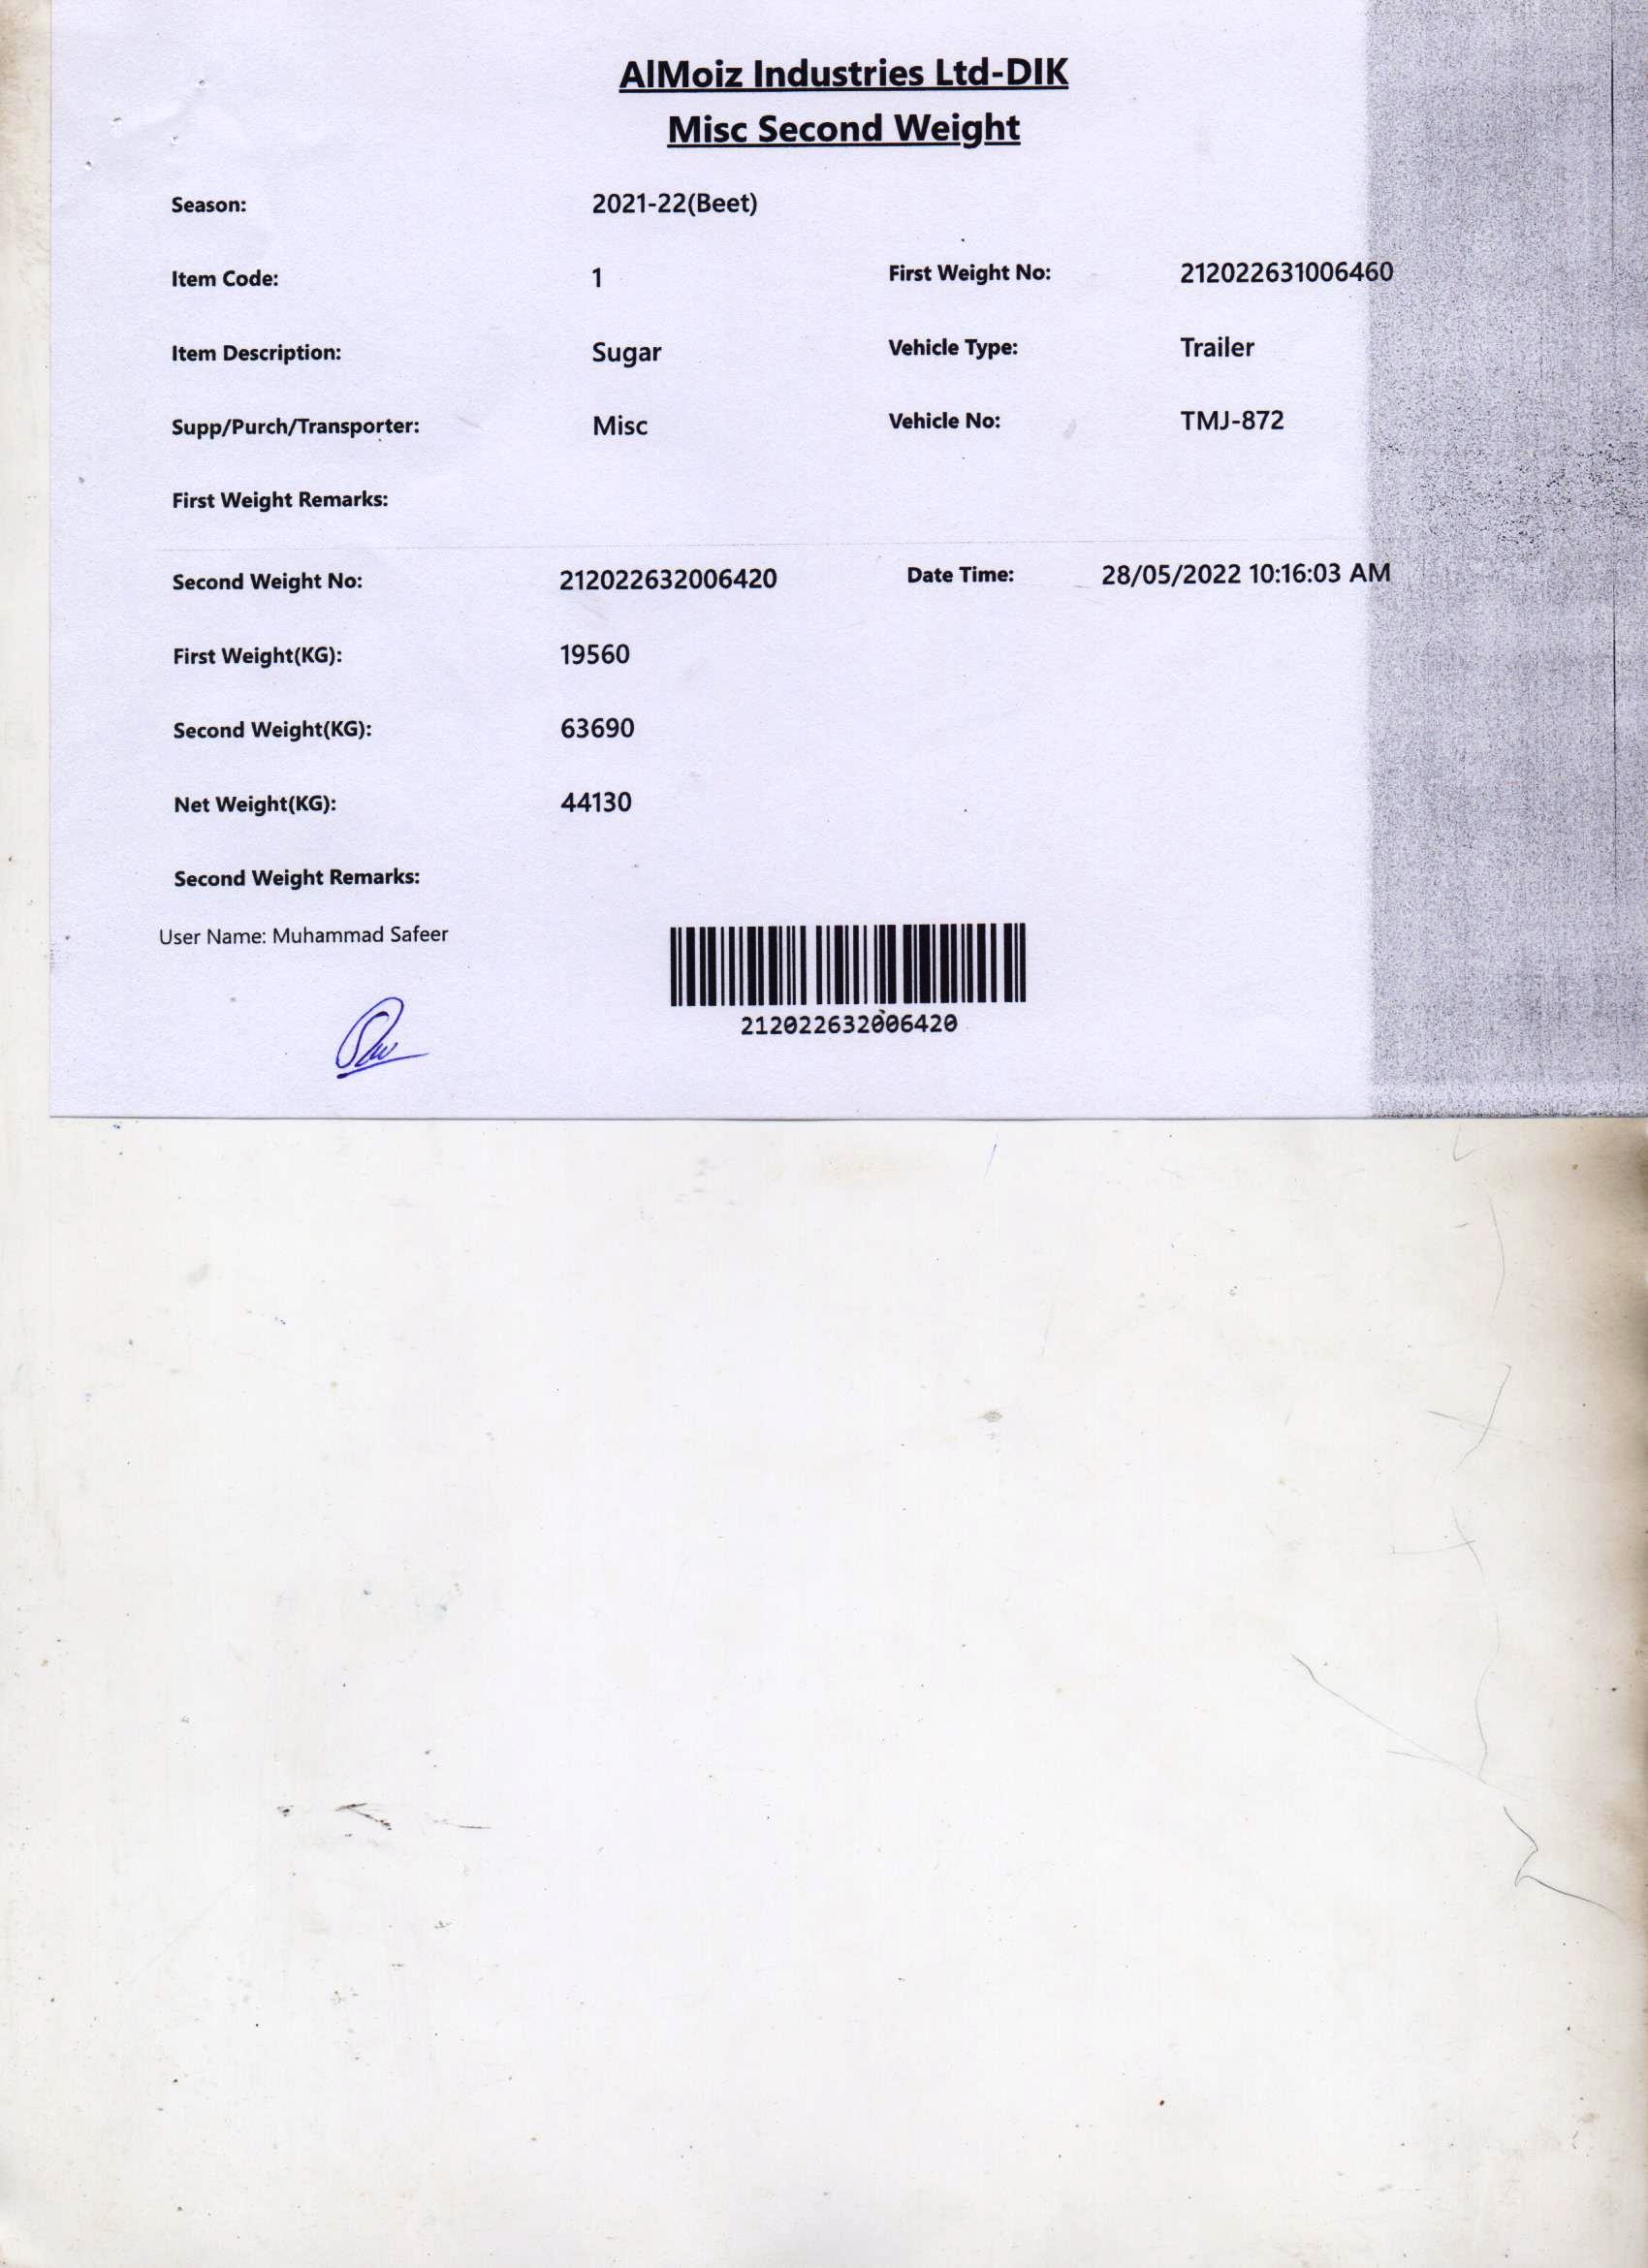 AlMoiz Industries Ltd-DIK
Misc Second Weight
Season: 2021-22(Beet)
Item Code: 1 First Weight No: 212022631006460
Item Description: Sugar Vehicle Type: Trailer
Supp/Purch/Transporter: Misc Vehicle No: TMJ-872
First Weight Remarks:
Second Weight No: 212022632006420 Date Time: 28/05/2022 10:16:03 AM
First Weight(KG): 19560
Second Weight(KG): 63690
Net Weight(KG): 44130
Second Weight Remarks:
User Name: Muhammad Safeer
212022632006420